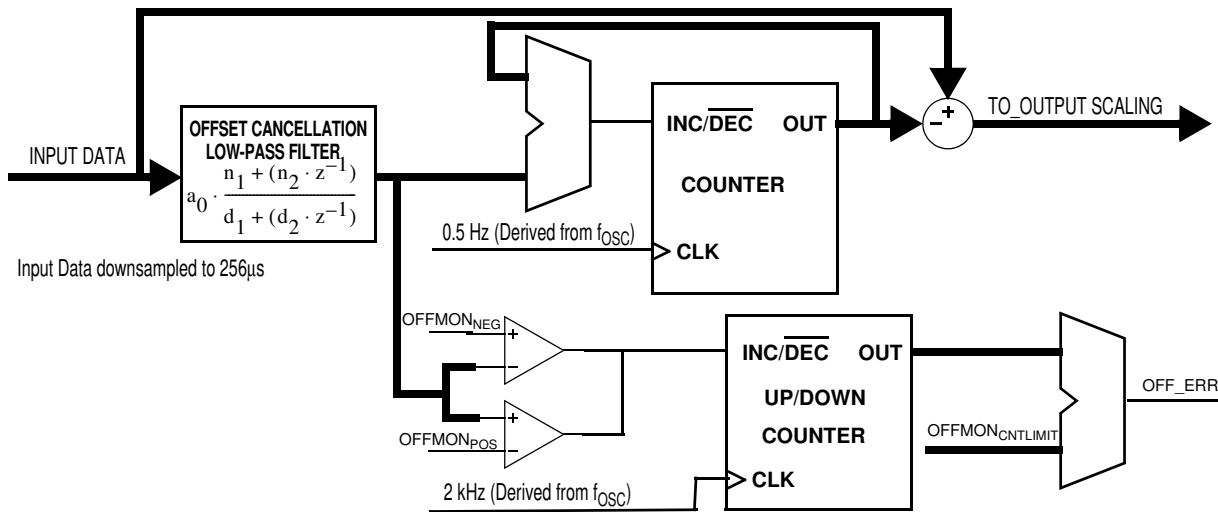 INPUT DATA
OFFSET CANCELLATION
LOW-PASS FILTER
a₀ · (n₁ + (n₂ · z⁻¹)) / (d₁ + (d₂ · z⁻¹))
Input Data downsampled to 256μs
INC/D̅E̅C̅ OUT
COUNTER
CLK
0.5 Hz (Derived from fOSC)
- +
TO_OUTPUT SCALING
OFFMONNEG
+
-
+
-
OFFMONPOS
INC/D̅E̅C̅ OUT
UP/DOWN
COUNTER
CLK
2 kHz (Derived from fOSC)
OFFMONCNTLIMIT
OFF_ERR